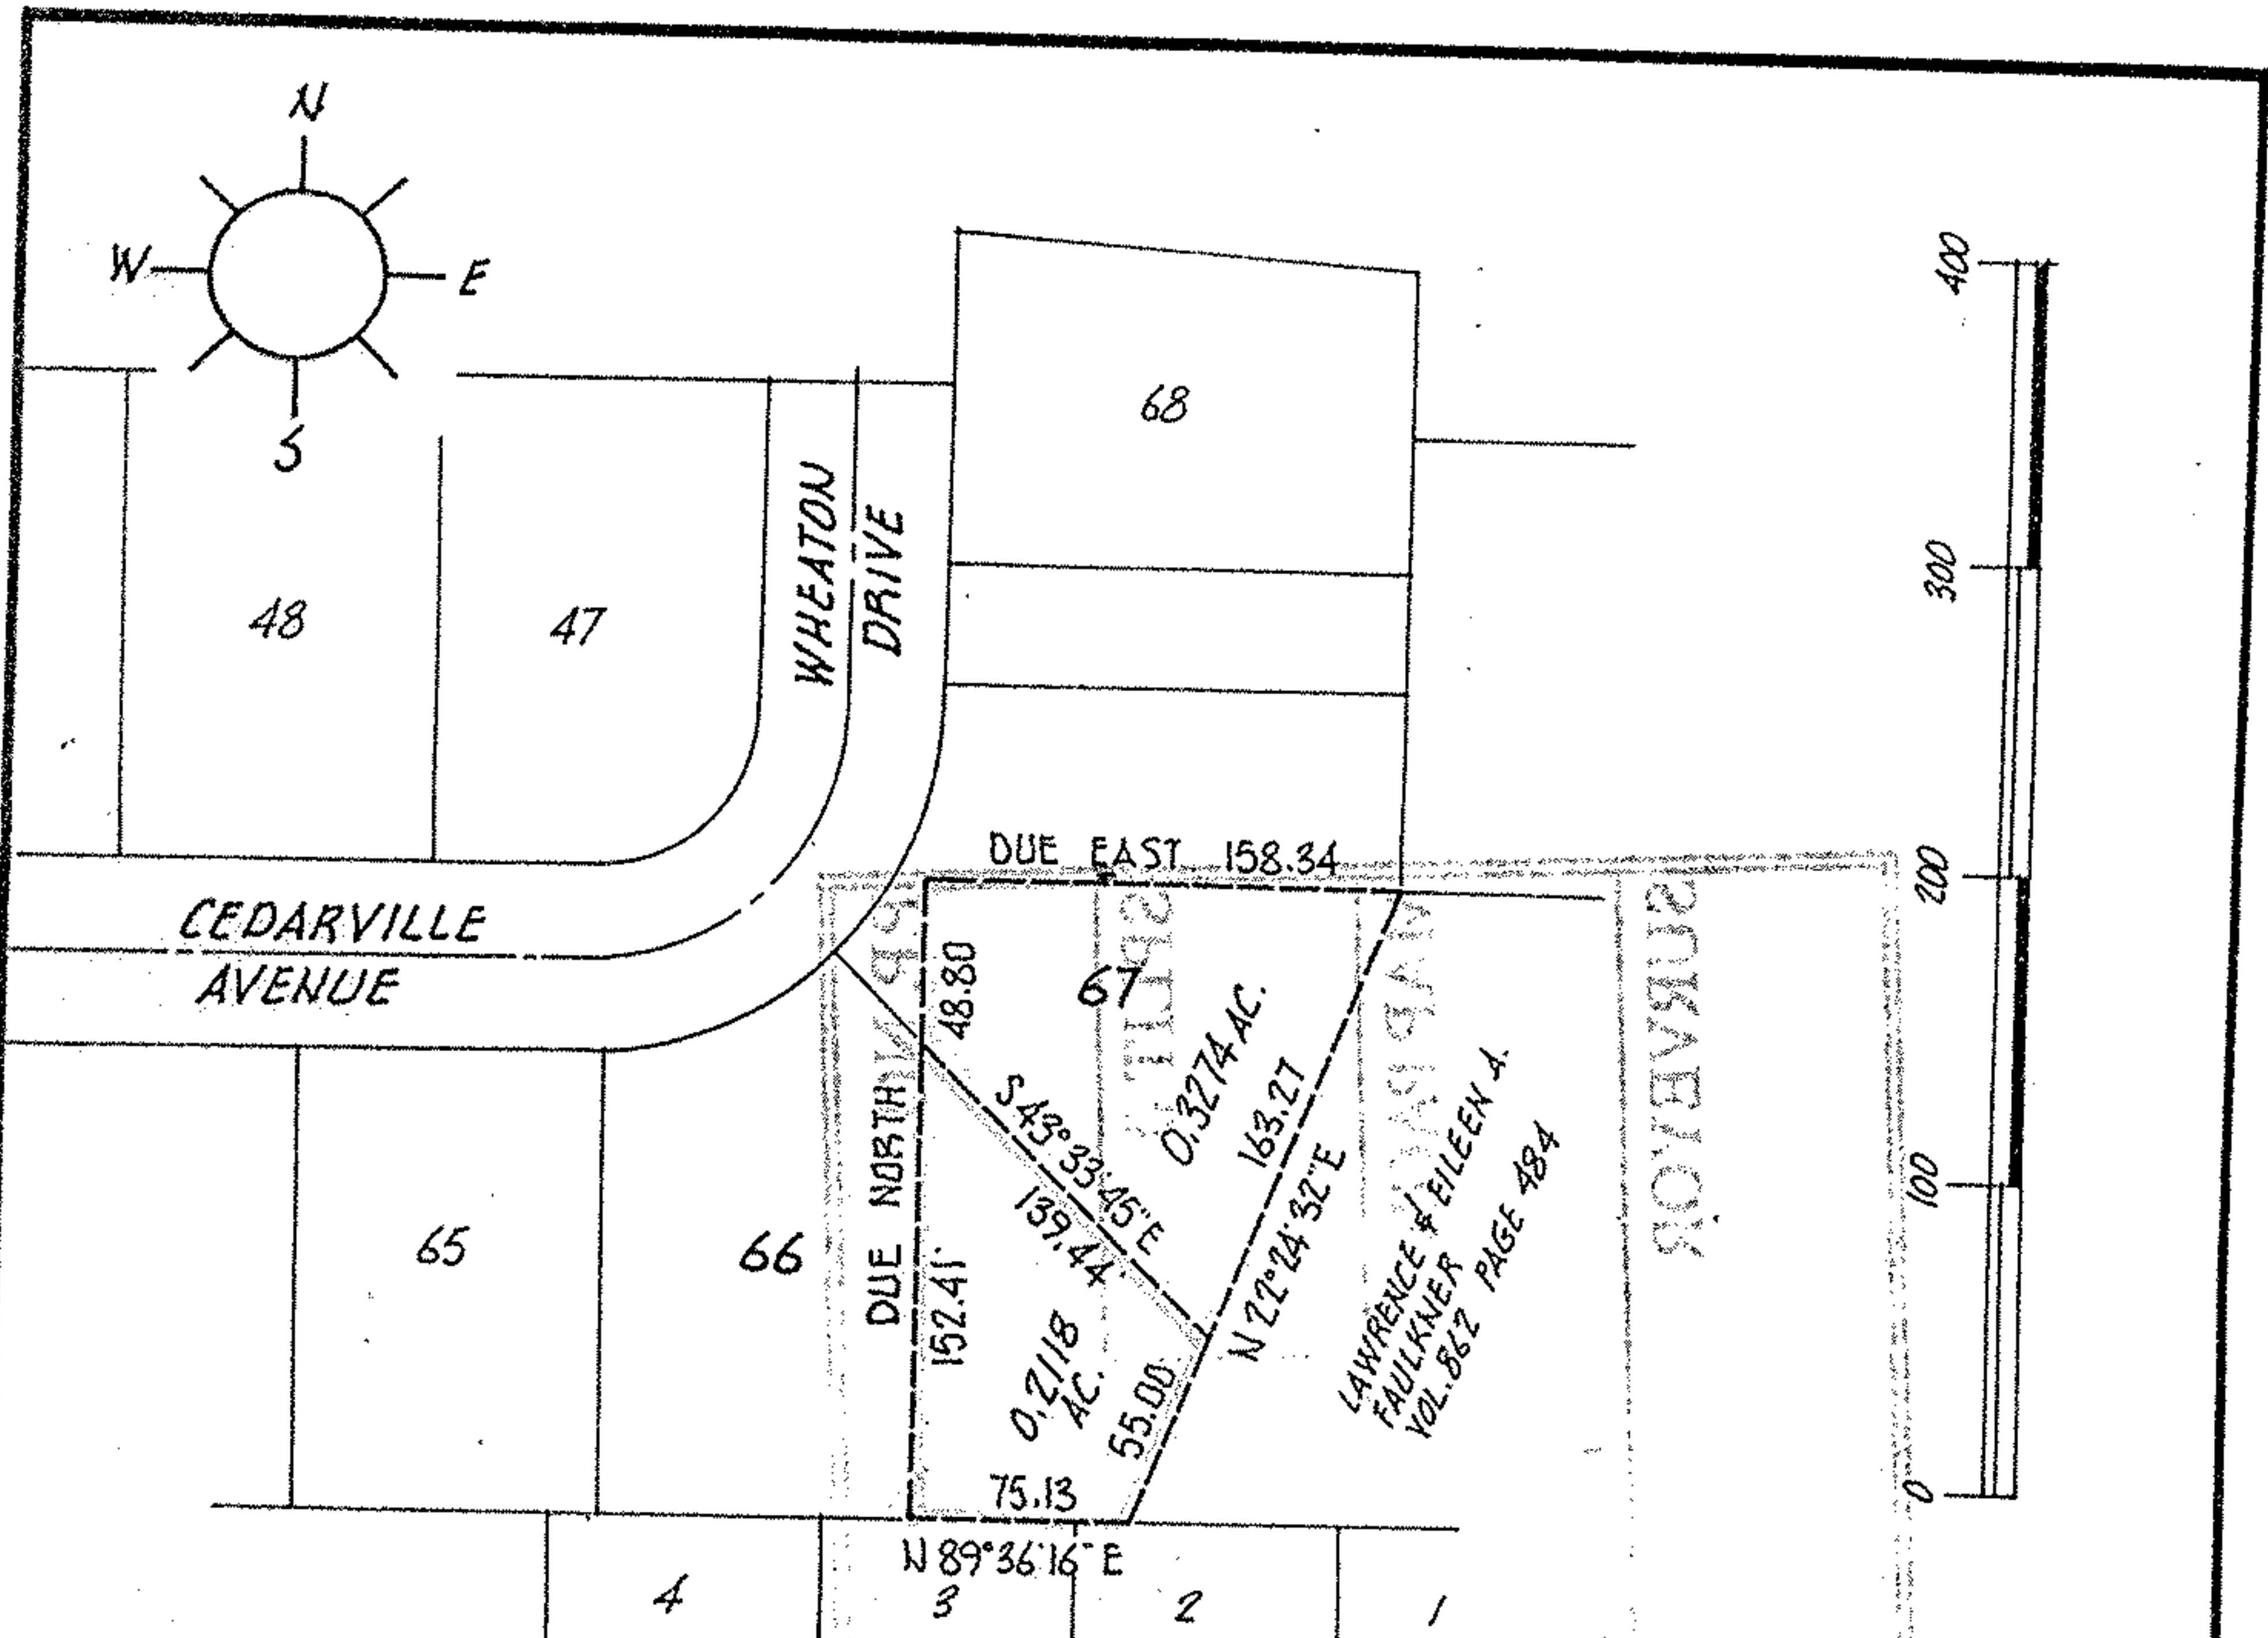 N
W
E
S
68
48
47
WHEATON
DRIVE
400
300
200
100
0
DUE EAST 158.34
CEDARVILLE
AVENUE
48.80
67
0.3274 AC.
163.27
N 22°24'32"E
S 43°33'45"E
139.44
DUE NORTH
152.41'
65
66
0.2118
AC.
55.00
LAWRENCE & EILEEN A.
FAULKNER
VOL. 862 PAGE 484
75.13
N 89°36'16" E
4
3
2
1
SURVEYOR
SPLIT